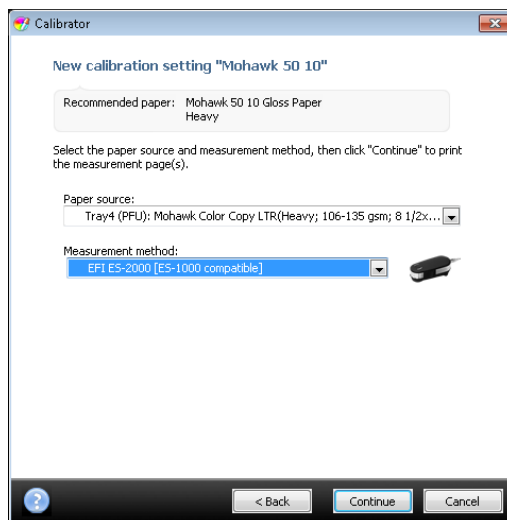 Calibrator
New calibration setting "Mohawk 50 10"
Recommended paper: Mohawk 50 10 Gloss Paper
Heavy
Select the paper source and measurement method, then click "Continue" to print
the measurement page(s).
Paper source:
Tray4 (PFU): Mohawk Color Copy LTR(Heavy; 106-135 gsm; 8 1/2x...
Measurement method:
EFI ES-2000 [ES-1000 compatible]
?
< Back Continue Cancel